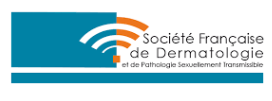 Société Française
de Dermatologie
et de Pathologie Sexuellement Transmissible